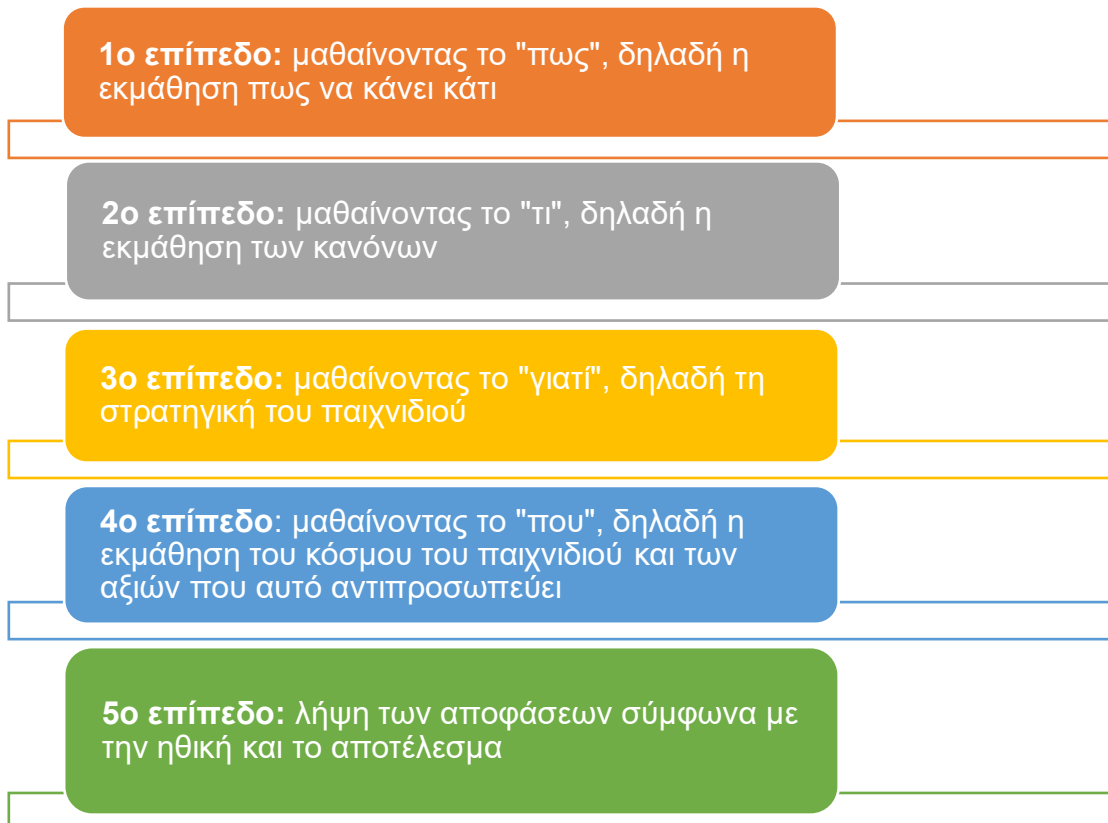 1ο επίπεδο: μαθαίνοντας το "πως", δηλαδή η
εκμάθηση πως να κάνει κάτι
2ο επίπεδο: μαθαίνοντας το "τι", δηλαδή η
εκμάθηση των κανόνων
3ο επίπεδο: μαθαίνοντας το "γιατί", δηλαδή τη
στρατηγική του παιχνιδιού
4ο επίπεδο: μαθαίνοντας το "που", δηλαδή η
εκμάθηση του κόσμου του παιχνιδιού και των
αξιών που αυτό αντιπροσωπεύει
5ο επίπεδο: λήψη των αποφάσεων σύμφωνα με
την ηθική και το αποτέλεσμα